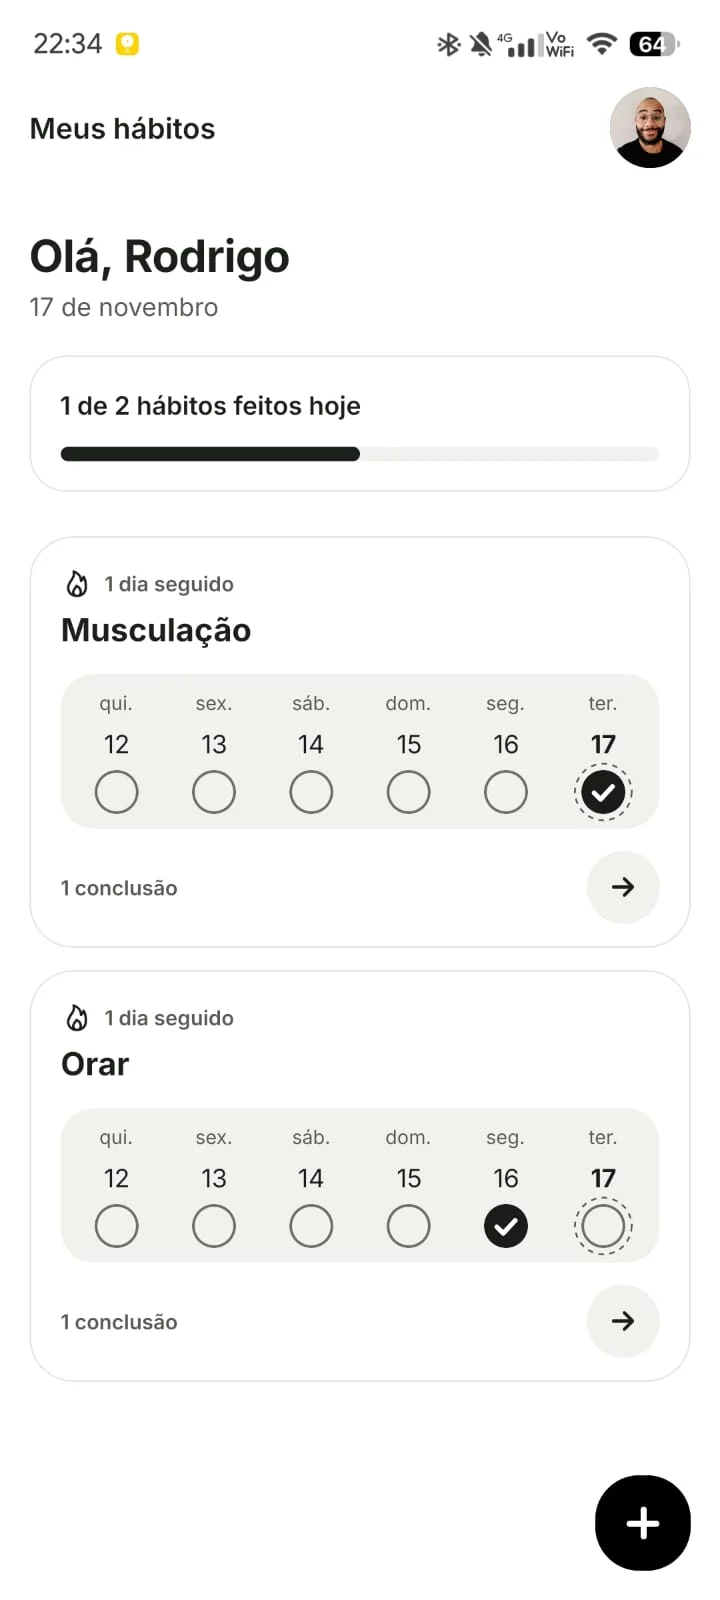 22:34 4G Vo WiFi 64
Meus hábitos
Olá, Rodrigo
17 de novembro
1 de 2 hábitos feitos hoje
1 dia seguido
Musculação
qui. sex. sáb. dom. seg. ter.
12 13 14 15 16 17
1 conclusão
1 dia seguido
Orar
qui. sex. sáb. dom. seg. ter.
12 13 14 15 16 17
1 conclusão